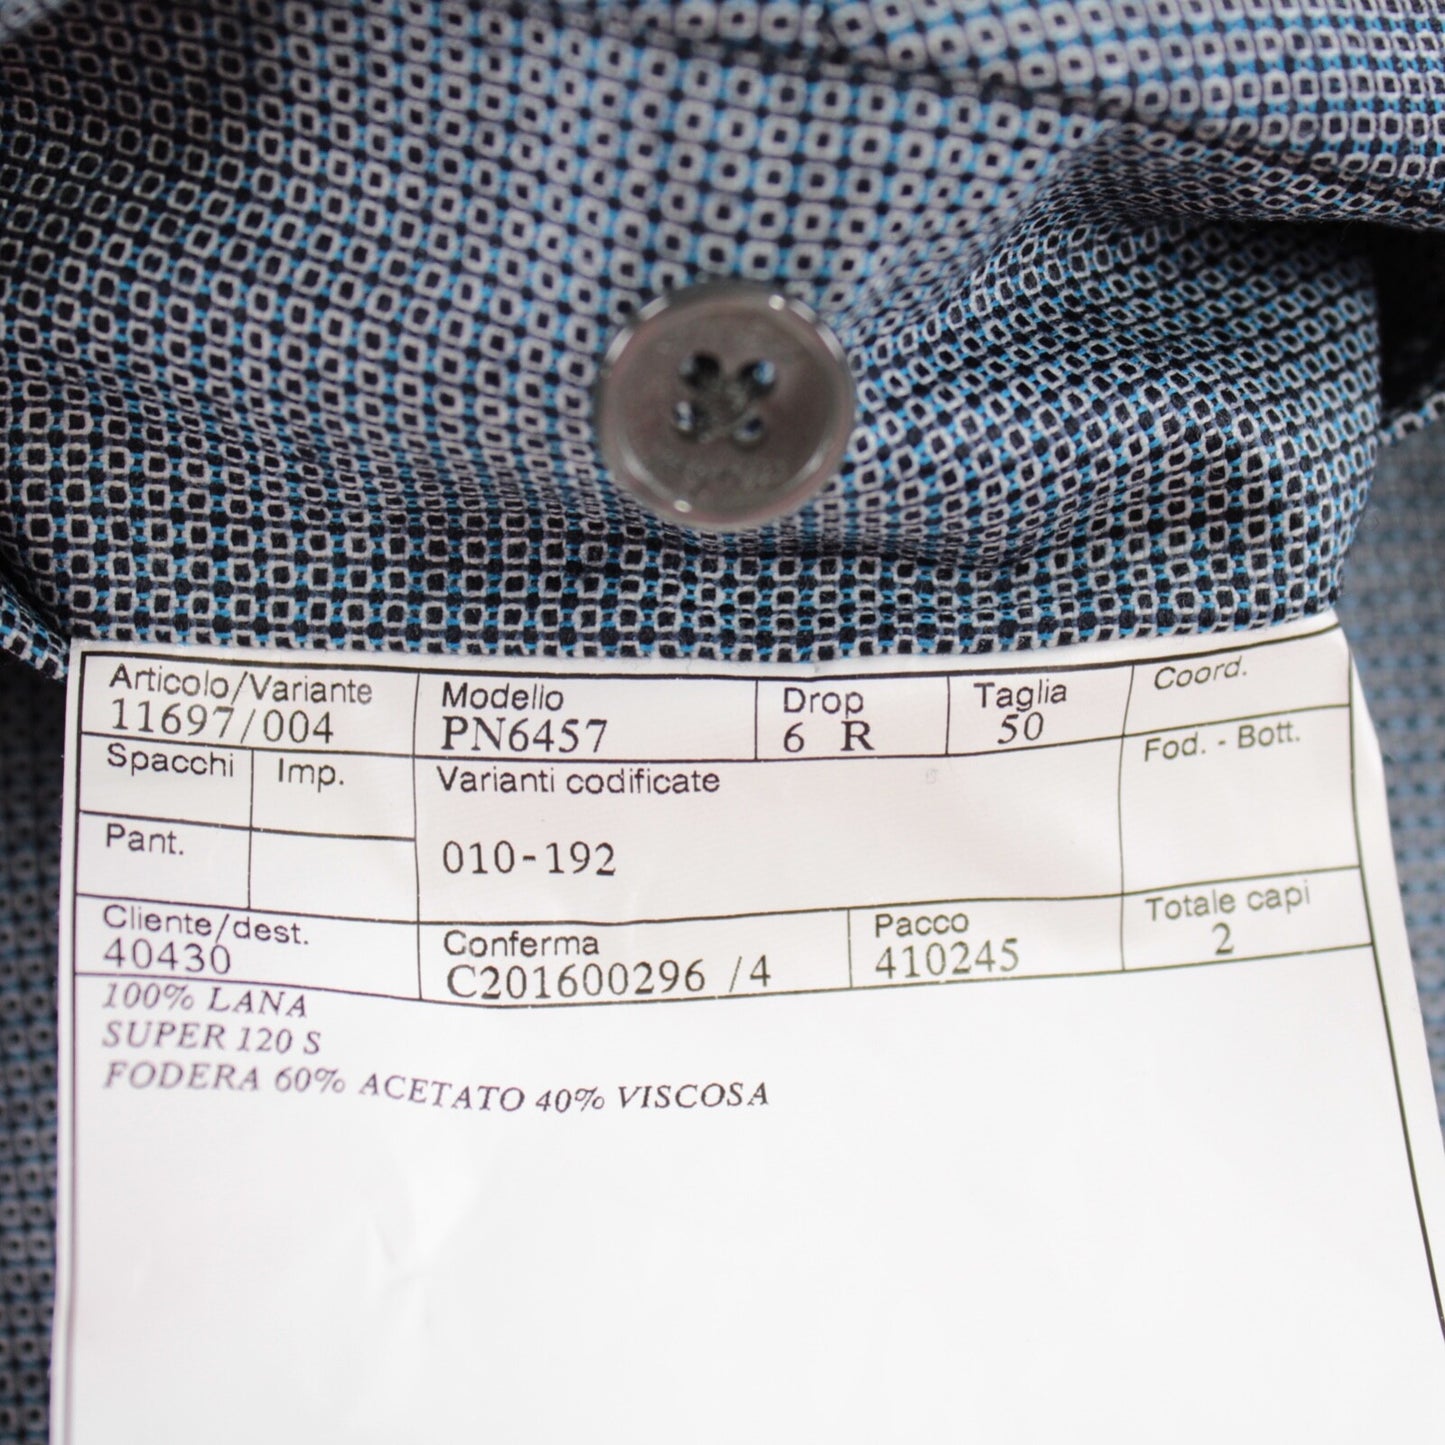 Articolo/Variante Modello Drop Taglia Coord.
11697/004 PN6457 6 R 50
Spacchi Imp. Varianti codificate Fod. - Bott.
Pant. 010-192
Cliente/dest. Conferma Pacco Totale capi
40430 C201600296 /4 410245 2
100% LANA
SUPER 120 S
FODERA 60% ACETATO 40% VISCOSA